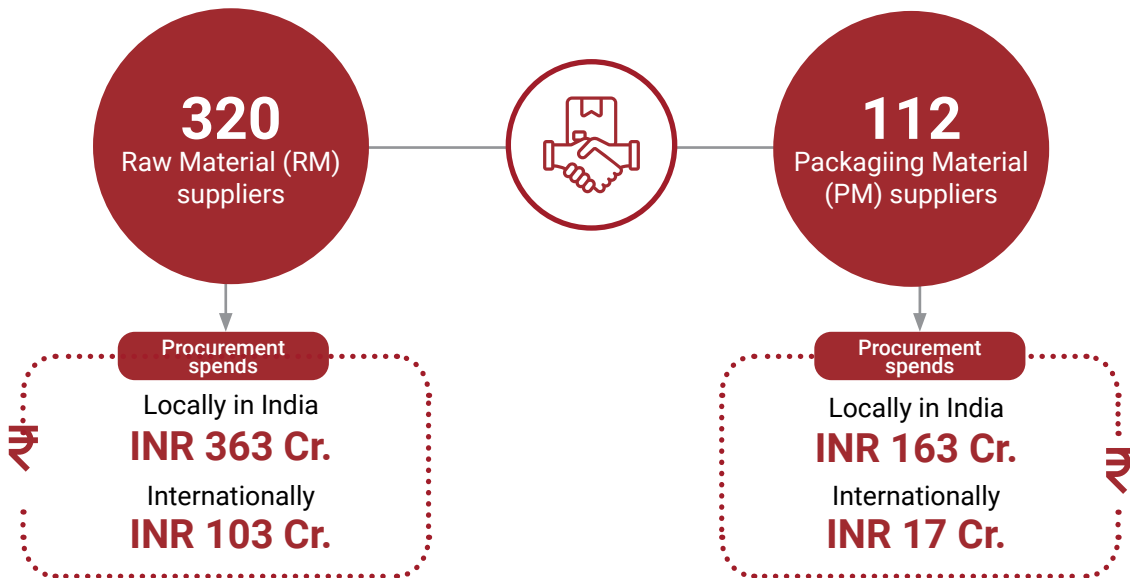 320
Raw Material (RM)
suppliers
112
Packagiing Material
(PM) suppliers
Procurement
spends
Locally in India
INR 363 Cr.
Internationally
INR 103 Cr.
₹
Procurement
spends
Locally in India
INR 163 Cr.
Internationally
INR 17 Cr.
₹